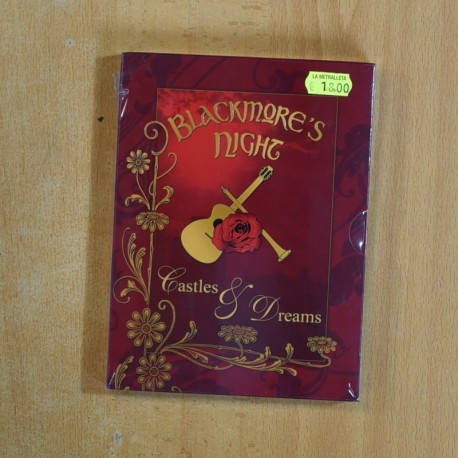 LA METRALLETA
€ 18.00
BLACKMORE'S
NIGHT
Castles & Dreams